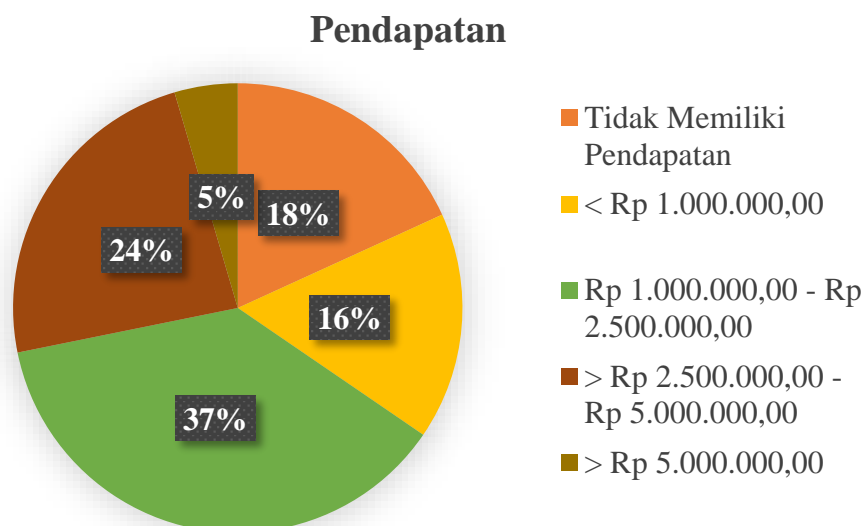 Pendapatan
5%
18%
24%
16%
37%
Tidak Memiliki
Pendapatan
< Rp 1.000.000,00
Rp 1.000.000,00 - Rp
2.500.000,00
> Rp 2.500.000,00 -
Rp 5.000.000,00
> Rp 5.000.000,00